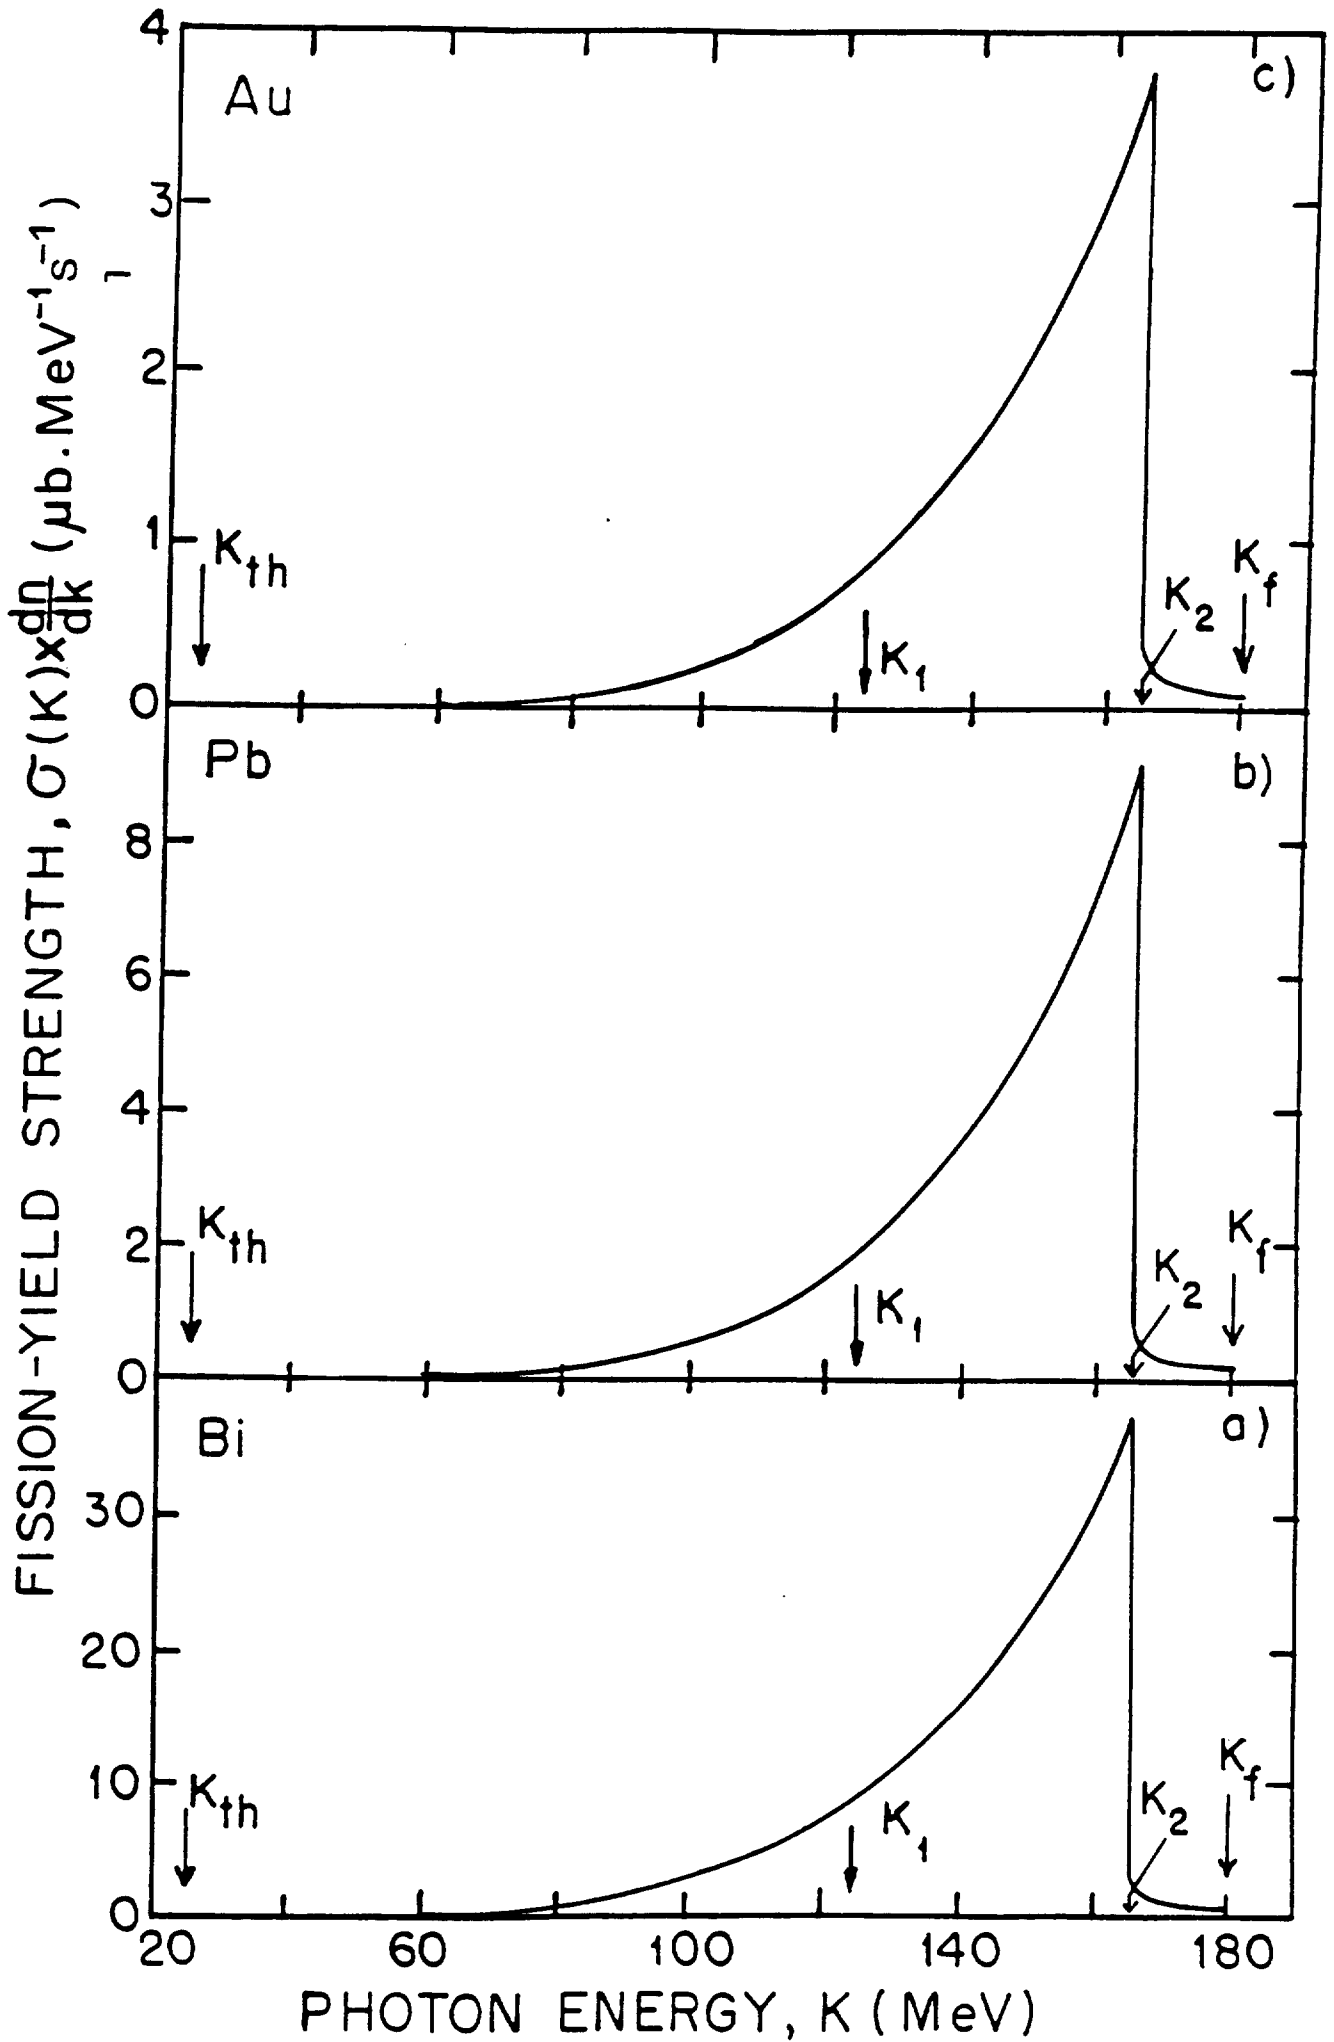 FISSION-YIELD STRENGTH, σ(K)x dn/dk (μb.MeV⁻¹s⁻¹)
4
Au
c)
3
2
1
Kth
K1
K2
Kf
0
Pb
b)
8
6
4
2
Kth
K1
K2
Kf
0
Bi
a)
30
20
10
Kth
K1
K2
Kf
0
20 60 100 140 180
PHOTON ENERGY, K (MeV)